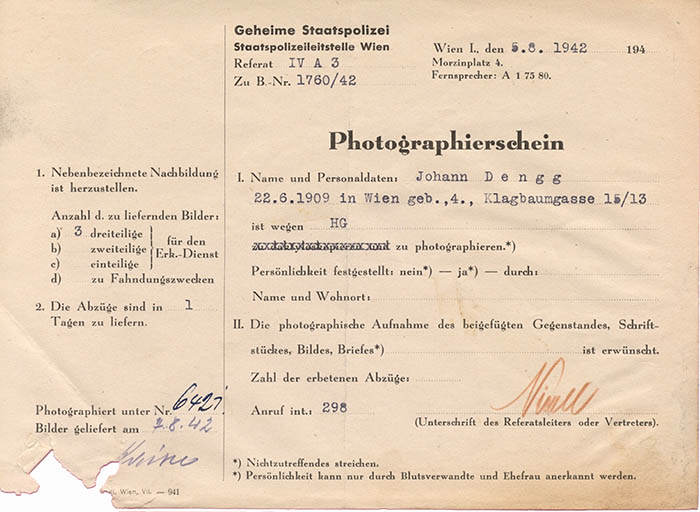 Geheime Staatspolizei
Staatspolizeileitstelle Wien
Referat IV A 3
Zu B.-Nr. 1760/42
Wien I., den 5.8. 1942 194
Morzinplatz 4.
Fernsprecher: A 1 75 80.
Photographierschein
1. Nebenbezeichnete Nachbildung
ist herzustellen.
Anzahl d. zu liefernden Bilder:
a) 3 dreiteilige
b) zweiteilige
c) einteilige
für den
Erk.-Dienst
d) zu Fahndungszwecken
2. Die Abzüge sind in 1
Tagen zu liefern.
Photographiert unter Nr. 6427
Bilder geliefert am 7.8.42
Wien, VII. — 941
I. Name und Personaldaten: Johann Dengg
22.6.1909 in Wien geb.,4., Klagbaumgasse 15/13
ist wegen HG
zu photographieren.*)
Persönlichkeit festgestellt: nein*) — ja*) — durch:
Name und Wohnort:
II. Die photographische Aufnahme des beigefügten Gegenstandes, Schrift-
stückes, Bildes, Briefes*) ist erwünscht.
Zahl der erbetenen Abzüge:
Anruf int.: 298
(Unterschrift des Referatsleiters oder Vertreters).
*) Nichtzutreffendes streichen.
*) Persönlichkeit kann nur durch Blutsverwandte und Ehefrau anerkannt werden.